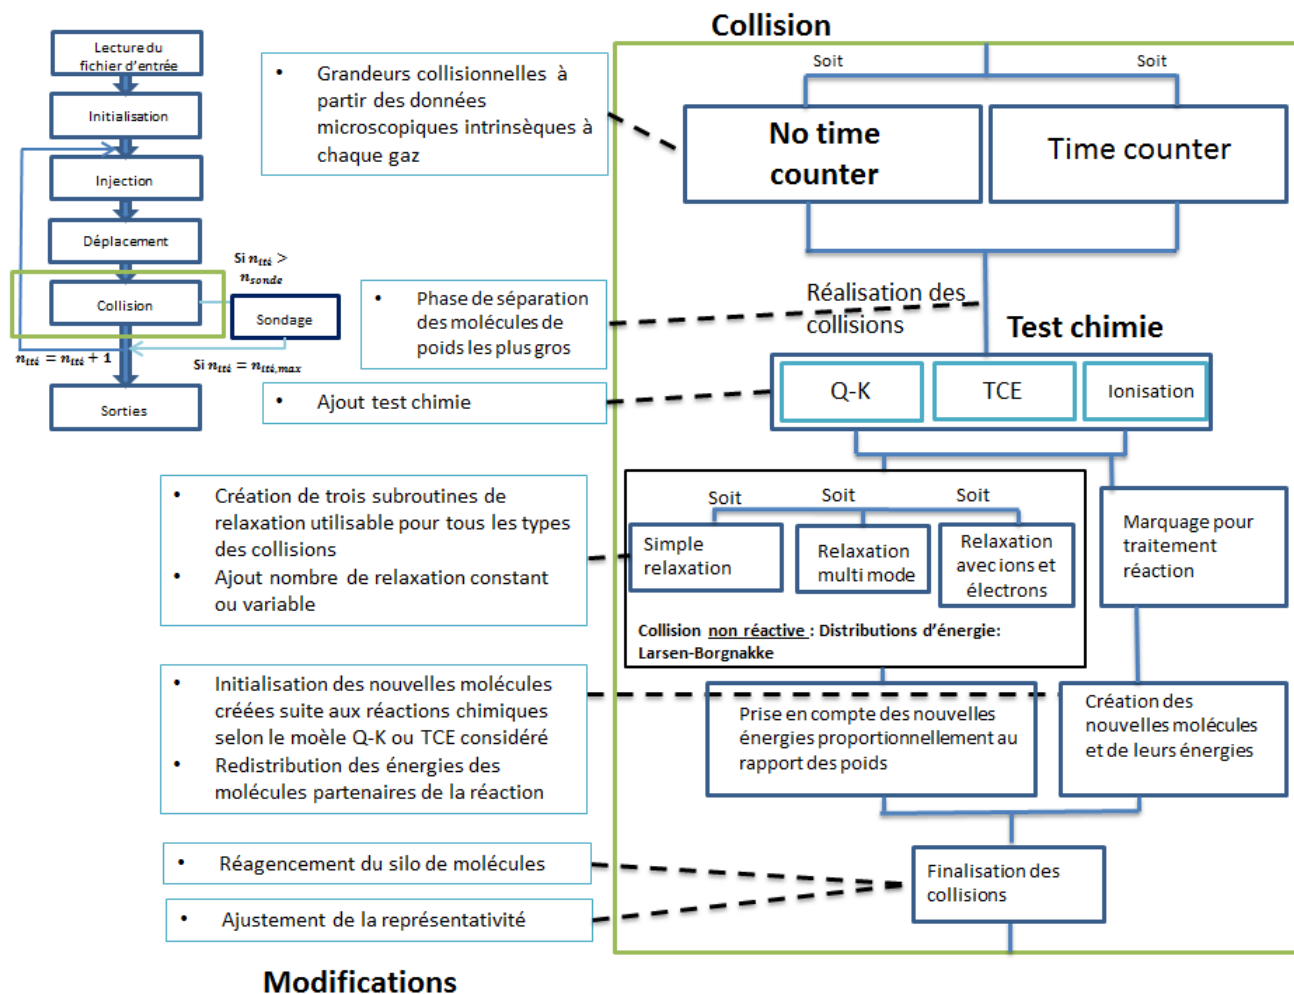 Collision
Lecture du
fichier d'entrée
Initialisation
Injection
Déplacement
Si n_ité >
n_sonde
Collision
Sondage
n_ité = n_ité + 1
Si n_ité = n_ité,max
Sorties
• Grandeurs collisionnelles à
partir des données
microscopiques intrinsèques à
chaque gaz
Soit
Soit
No time
counter
Time counter
• Phase de séparation
des molécules de
poids les plus gros
Réalisation des
collisions
Test chimie
• Ajout test chimie
Q-K
TCE
Ionisation
• Création de trois subroutines de
relaxation utilisable pour tous les types
des collisions
• Ajout nombre de relaxation constant
ou variable
Soit
Soit
Soit
Simple
relaxation
Relaxation
multi mode
Relaxation
avec ions et
électrons
Marquage pour
traitement
réaction
Collision non réactive : Distributions d'énergie:
Larsen-Borgnakke
• Initialisation des nouvelles molécules
créées suite aux réactions chimiques
selon le moèle Q-K ou TCE considéré
• Redistribution des énergies des
molécules partenaires de la réaction
Prise en compte des nouvelles
énergies proportionnellement au
rapport des poids
Création des
nouvelles molécules
et de leurs énergies
• Réagencement du silo de molécules
• Ajustement de la représentativité
Finalisation des
collisions
Modifications